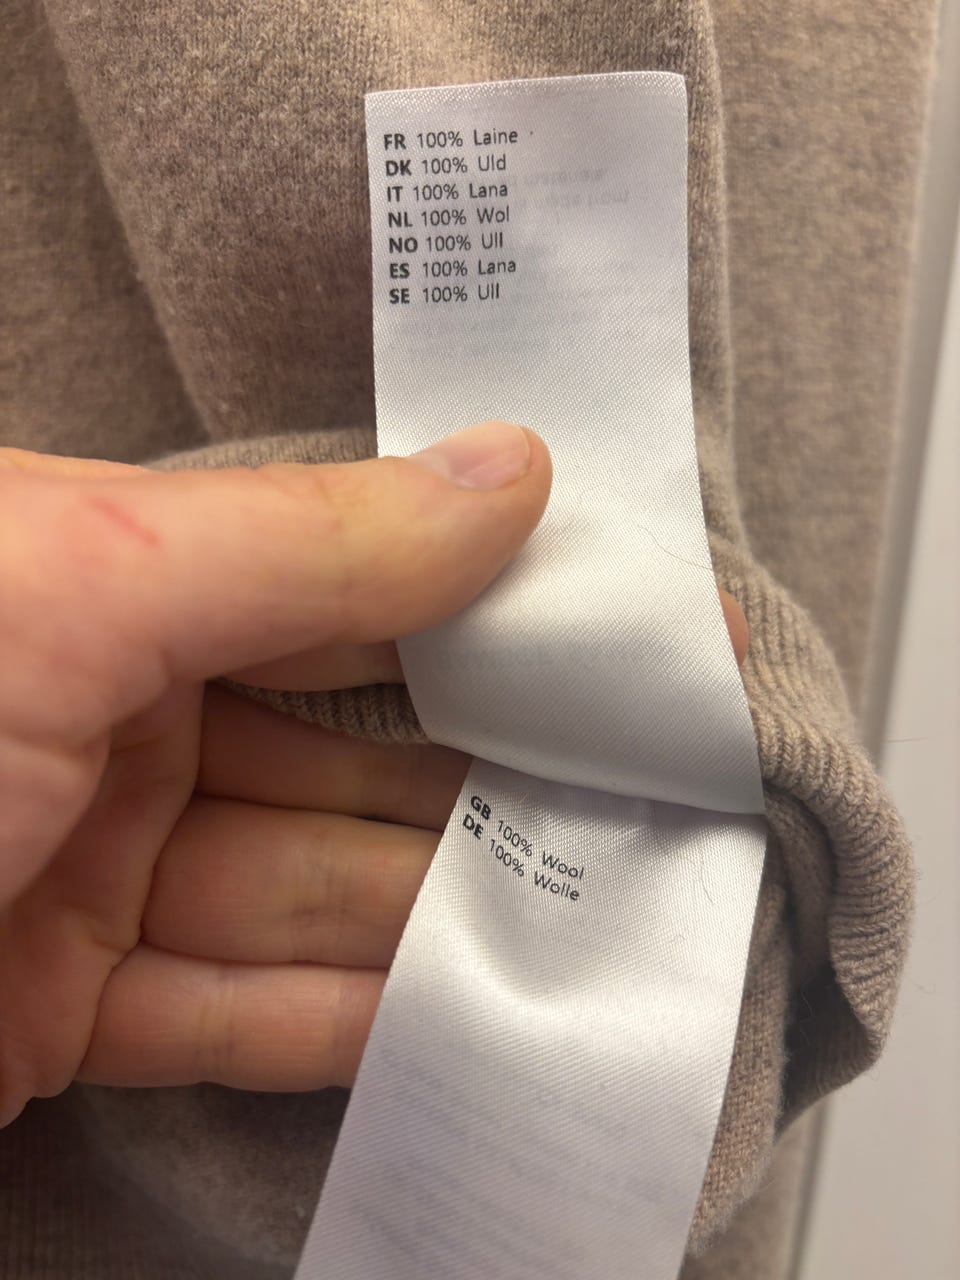 FR 100% Laine
DK 100% Uld
IT 100% Lana
NL 100% Wol
NO 100% Ull
ES 100% Lana
SE 100% Ull
GB 100% Wool
DE 100% Wolle